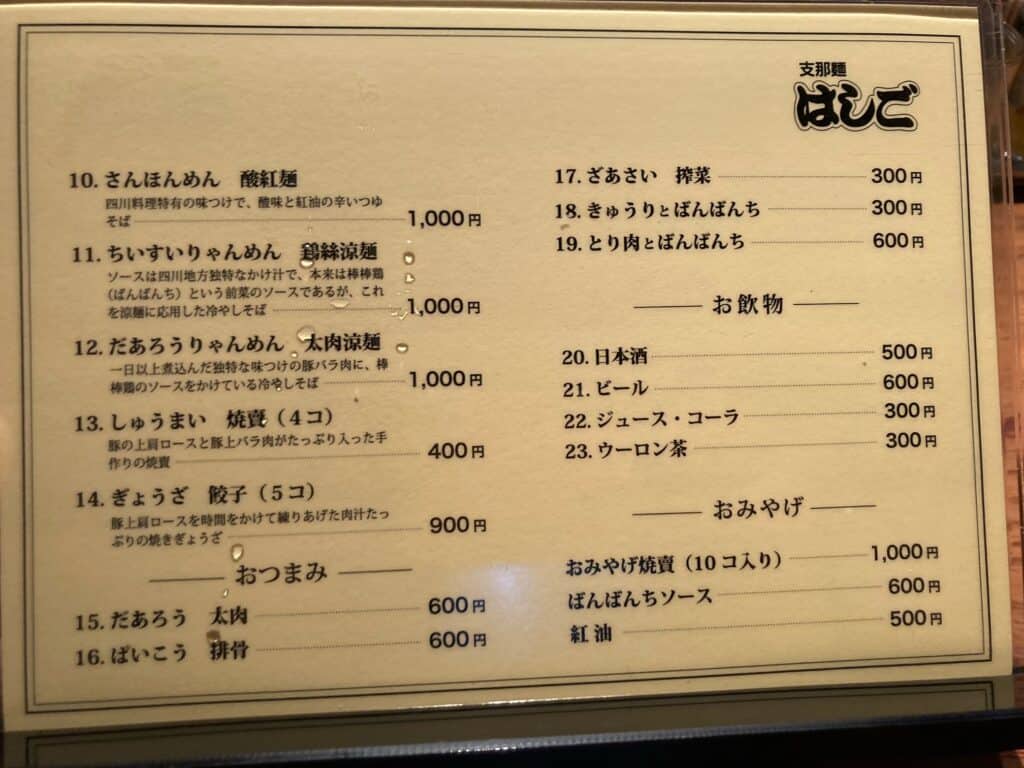 支那麵
はしご
10. さんほんめん 酸紅麺
四川料理特有の味つけで、酸味と紅油の辛いつゆ
そば 1,000円
11. ちいすいりゃんめん 鶏絲涼麺
ソースは四川地方独特なかけ汁で、本来は棒棒鶏
（ばんばんち）という前菜のソースであるが、これ
を涼麺に応用した冷やしそば 1,000円
12. だあろうりゃんめん 太肉涼麺
一日以上煮込んだ独特な味つけの豚バラ肉に、棒
棒鶏のソースをかけている冷やしそば 1,000円
13. しゅうまい 焼賣（４コ）
豚の上肩ロースと豚上バラ肉がたっぷり入った手
作りの焼賣 400円
14. ぎょうざ 餃子（５コ）
豚上肩ロースを時間をかけて練りあげた肉汁たっ
ぷりの焼きぎょうざ 900円
おつまみ
15. だあろう 太肉 600円
16. ぱいこう 排骨 600円
17. ざあさい 搾菜 300円
18. きゅうりとばんばんち 300円
19. とり肉とばんばんち 600円
お飲物
20. 日本酒 500円
21. ビール 600円
22. ジュース・コーラ 300円
23. ウーロン茶 300円
おみやげ
おみやげ焼賣（10コ入り） 1,000円
ばんばんちソース 600円
紅油 500円